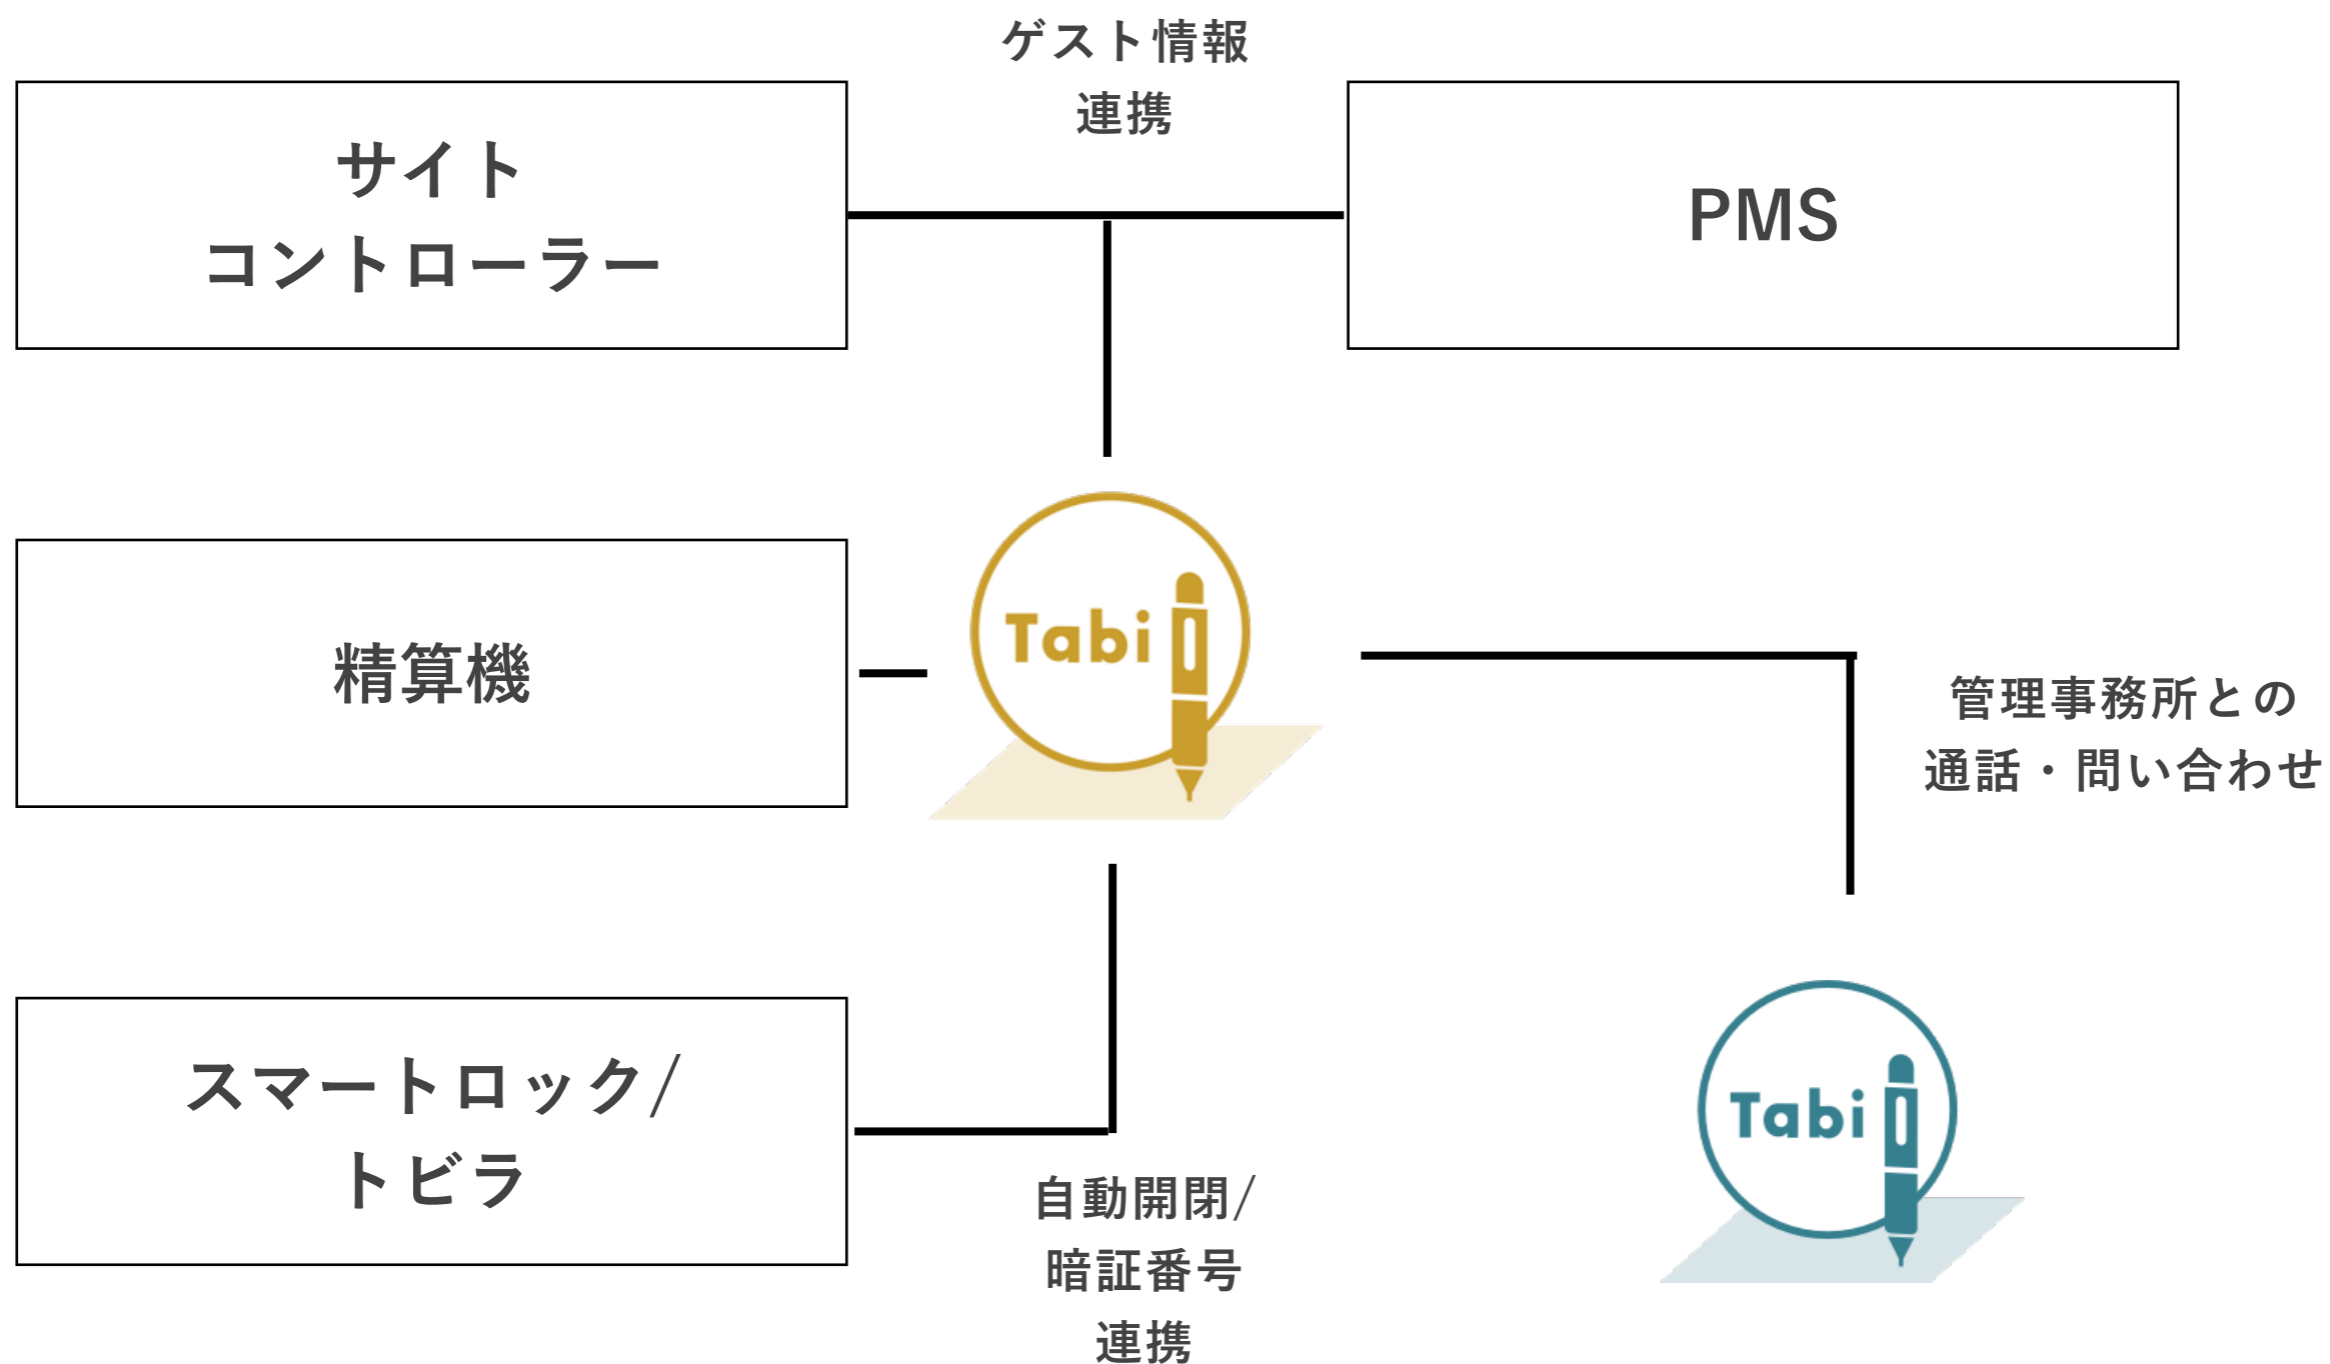 ゲスト情報
連携
サイト
コントローラー
PMS
精算機
Tabi
管理事務所との
通話・問い合わせ
スマートロック/
トビラ
自動開閉/
暗証番号
連携
Tabi